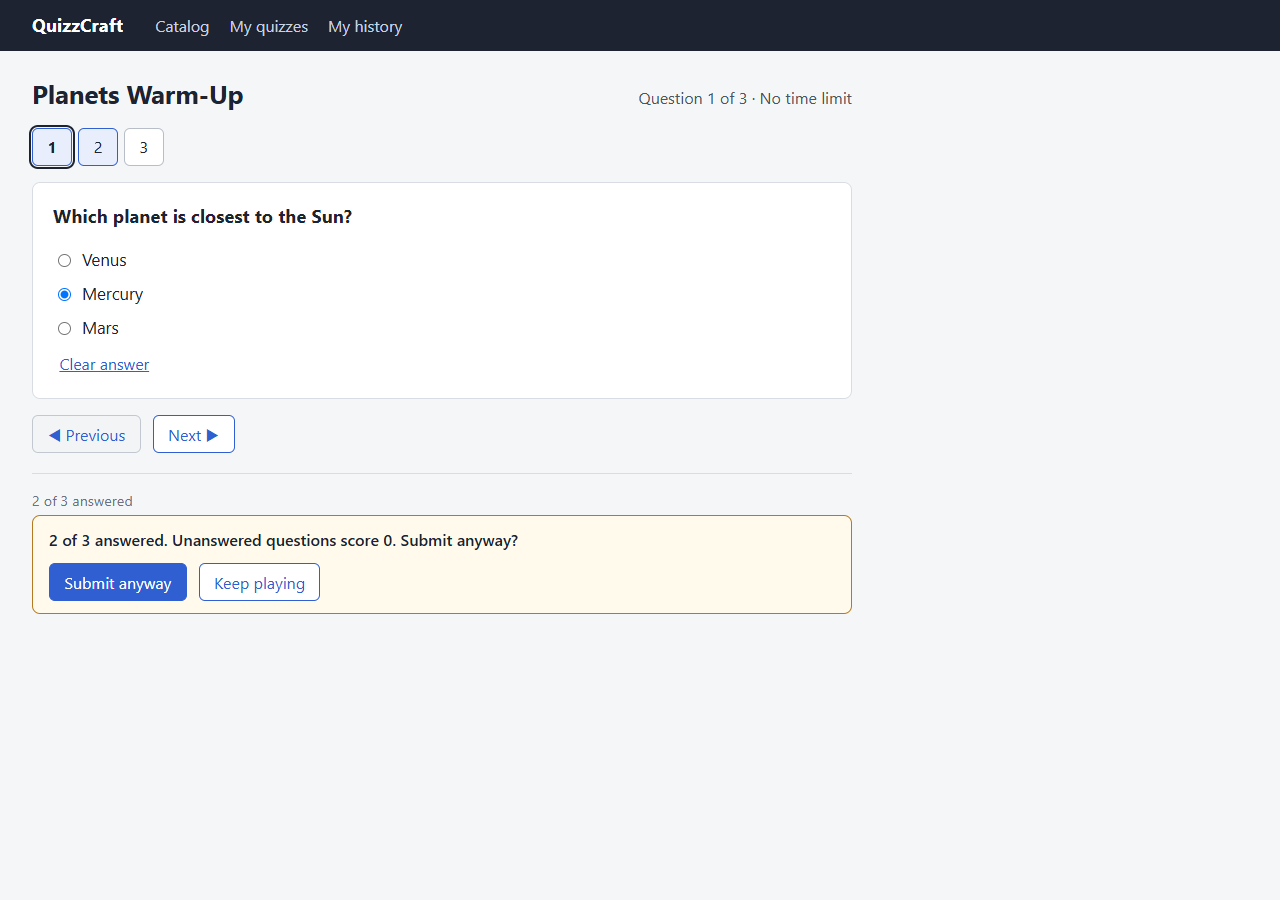 QuizzCraft Catalog My quizzes My history
Planets Warm-Up Question 1 of 3 · No time limit
1 2 3
Which planet is closest to the Sun?
Venus
Mercury
Mars
Clear answer
◀ Previous Next ▶
2 of 3 answered
2 of 3 answered. Unanswered questions score 0. Submit anyway?
Submit anyway Keep playing